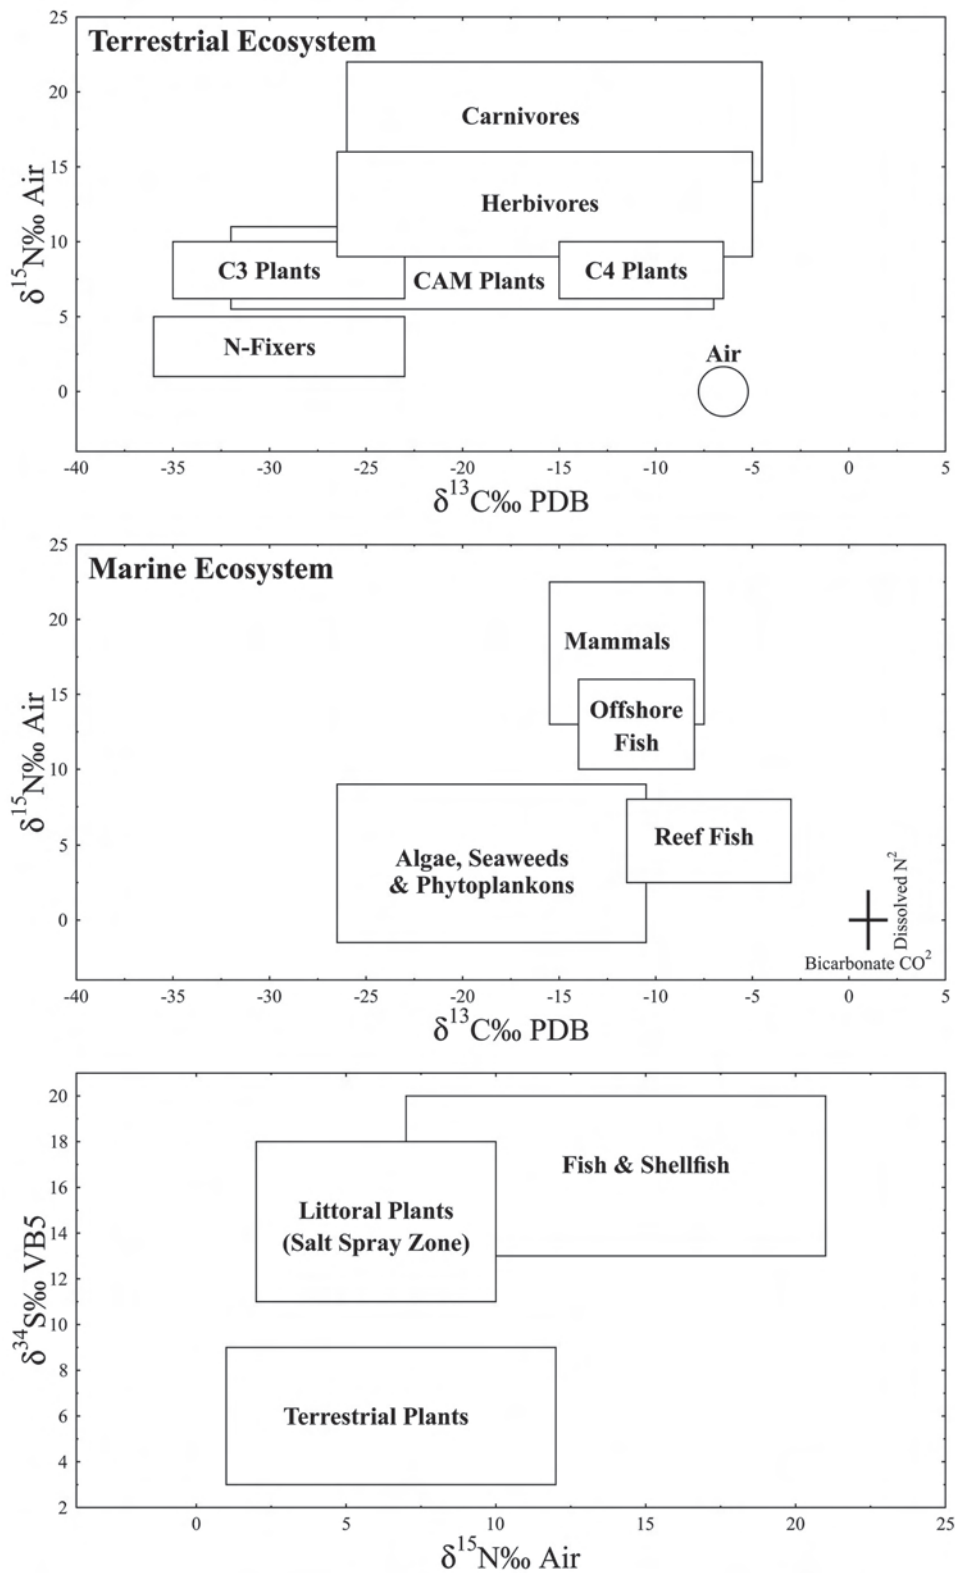 Terrestrial Ecosystem
25
20
15
10
5
0
δ15N‰ Air
Carnivores
Herbivores
C3 Plants
CAM Plants
C4 Plants
N-Fixers
Air
-40 -35 -30 -25 -20 -15 -10 -5 0 5
δ13C‰ PDB
Marine Ecosystem
25
20
15
10
5
0
δ15N‰ Air
Mammals
Offshore
Fish
Reef Fish
Algae, Seaweeds
& Phytoplankons
Dissolved N2
Bicarbonate CO2
-40 -35 -30 -25 -20 -15 -10 -5 0 5
δ13C‰ PDB
20
18
16
14
12
10
8
6
4
2
δ34S‰ VB5
Fish & Shellfish
Littoral Plants
(Salt Spray Zone)
Terrestrial Plants
0 5 10 15 20 25
δ15N‰ Air